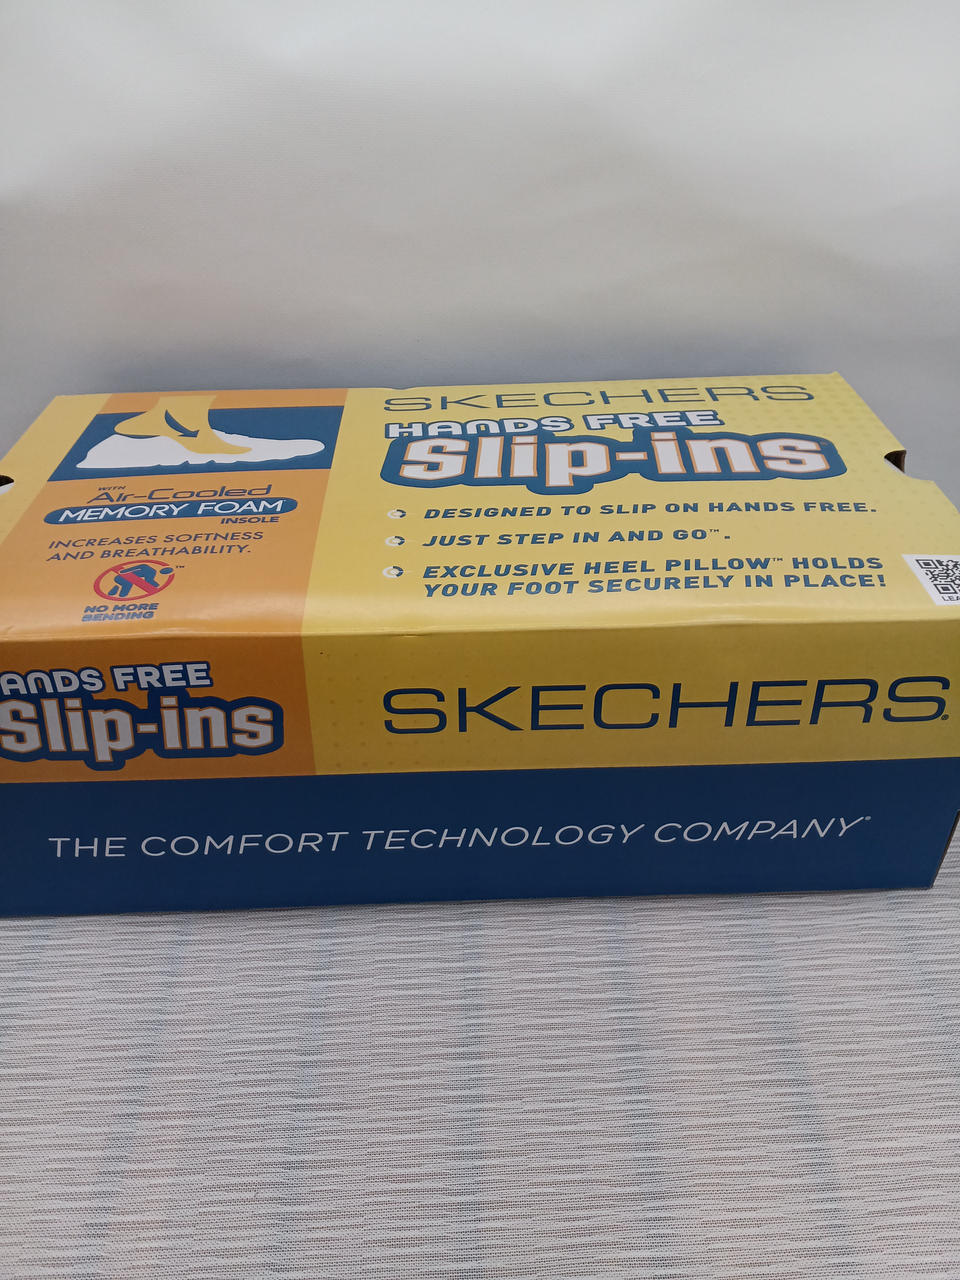 SKECHERS
HANDS FREE
Slip-ins
DESIGNED TO SLIP ON HANDS FREE.
JUST STEP IN AND GO™.
EXCLUSIVE HEEL PILLOW™ HOLDS
YOUR FOOT SECURELY IN PLACE!
WITH
Air-Cooled
MEMORY FOAM
INSOLE
INCREASES SOFTNESS
AND BREATHABILITY.
™
NO MORE
BENDING
LEA
ANDS FREE
Slip-ins
SKECHERS®
THE COMFORT TECHNOLOGY COMPANY®